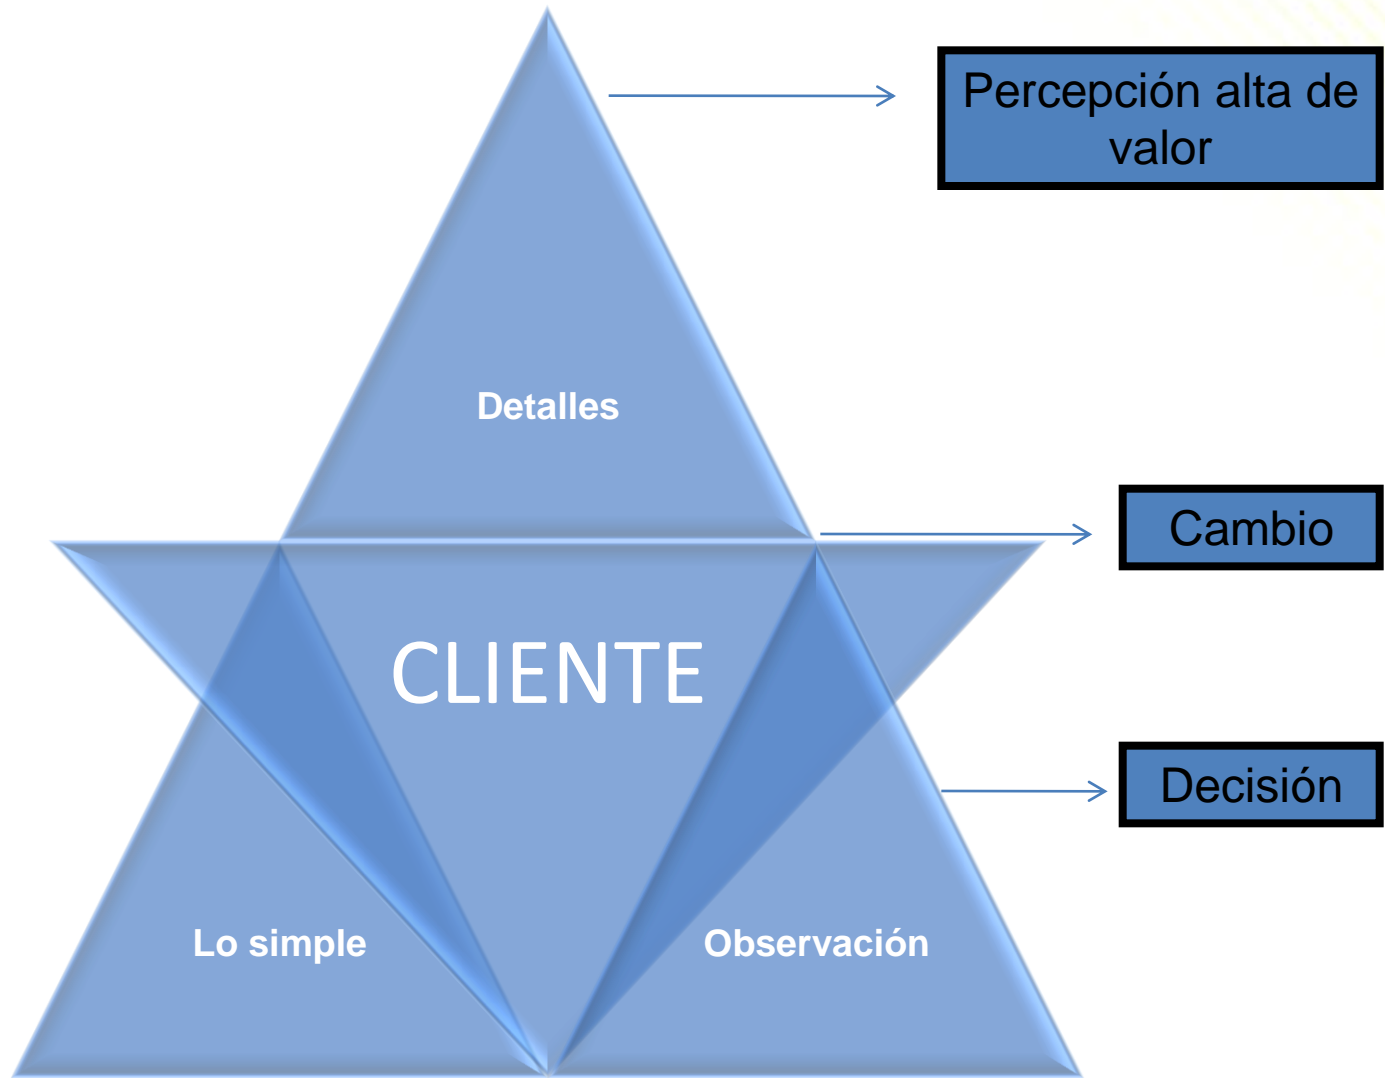 Percepción alta de
valor
Detalles
Cambio
CLIENTE
Decisión
Lo simple
Observación